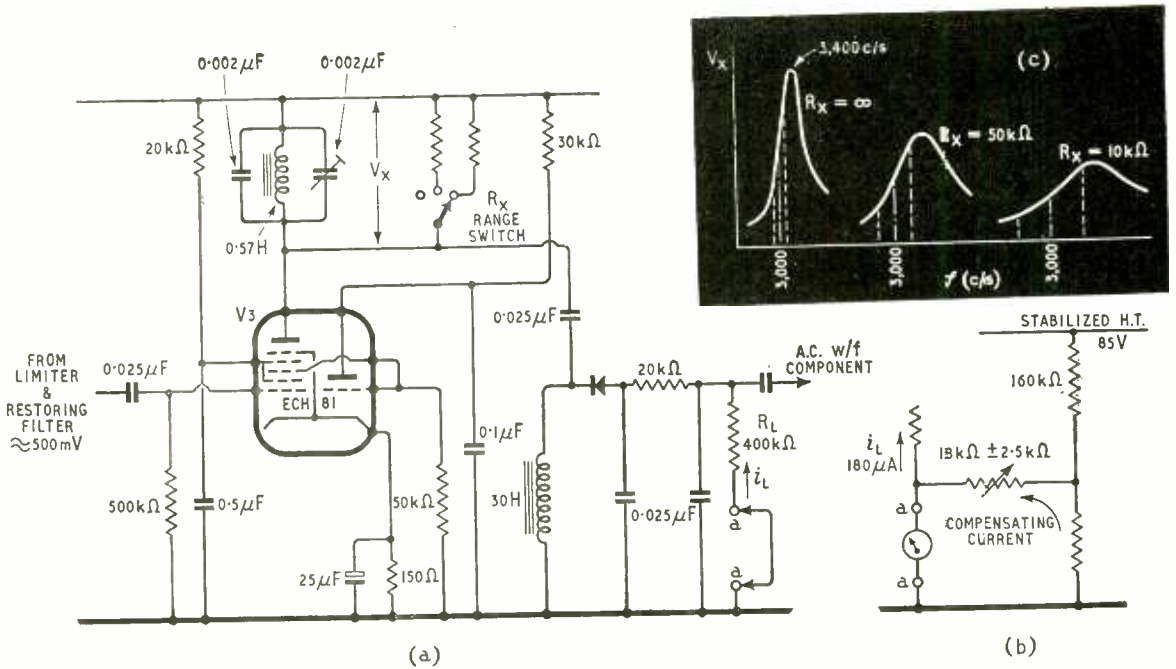 0·002μF
0·002μF
20kΩ
0·57H
Vx
Rx
RANGE
SWITCH
30kΩ
V3
ECH 81
FROM
LIMITER
&
RESTORING
FILTER
≈500mV
0·025μF
500kΩ
0·5μF
25μF
150Ω
50kΩ
0·1μF
0·025μF
30H
20kΩ
0·025μF
A.C. w/f
COMPONENT
RL
400kΩ
iL
a
a
(a)
Vx
3,400c/s
(c)
Rx = ∞
Rx = 50kΩ
Rx = 10kΩ
3,000
3,000
3,000
f (c/s)
STABILIZED H.T.
85V
160kΩ
iL
180μA
18kΩ ±2·5kΩ
a
COMPENSATING
CURRENT
a
(b)